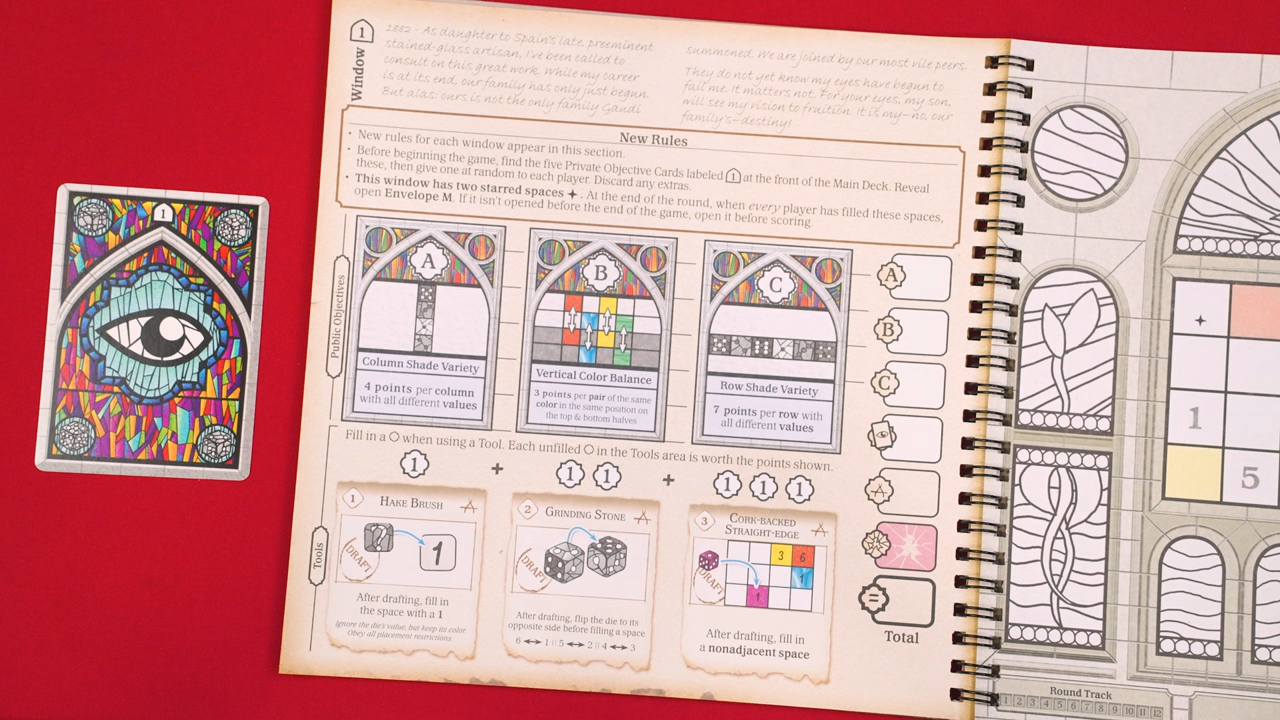 1
Window
1882 - As daughter to Spain's late, preeminent
stained-glass artisan, I've been called to
consult on this great work. While my career
is at its end, our family has only just begun.
But alas: ours is not the only family Gaudi
summoned. We are joined by our most vile peers.
They do not yet know my eyes have begun to
fail me. It matters not. For your eyes, my son,
will see my vision to fruition. It is my—no, our
family's—destiny!
New Rules
• New rules for each window appear in this section.
• Before beginning the game, find the five Private Objective Cards labeled 1 at the front of the Main Deck. Reveal
these, then give one at random to each player. Discard any extras.
• This window has two starred spaces ✦. At the end of the round, when every player has filled these spaces,
open Envelope M. If it isn't opened before the end of the game, open it before scoring.
1
Public Objectives
A
Column Shade Variety
4 points per column
with all different values
B
Vertical Color Balance
3 points per pair of the same
color in the same position on
the top & bottom halves
C
Row Shade Variety
7 points per row with
all different values
A
B
C
=
Total
Fill in a ⬡ when using a Tool. Each unfilled ⬡ in the Tools area is worth the points shown.
1 + 1 1 + 1 1 1
Tools
1 Hake Brush
DRAFT
? 1
After drafting, fill in
the space with a 1
Ignore the die's value, but keep its color
Obey all placement restrictions.
2 Grinding Stone
DRAFT
After drafting, flip the die to its
opposite side before filling a space
6 ↔ 1 // 5 ↔ 2 // 4 ↔ 3
3 Cork-backed
Straight-edge
DRAFT
3 6
1
1
After drafting, fill in
a nonadjacent space
1
5
Round Track
1 2 3 4 5 6 7 8 9 10 11 12